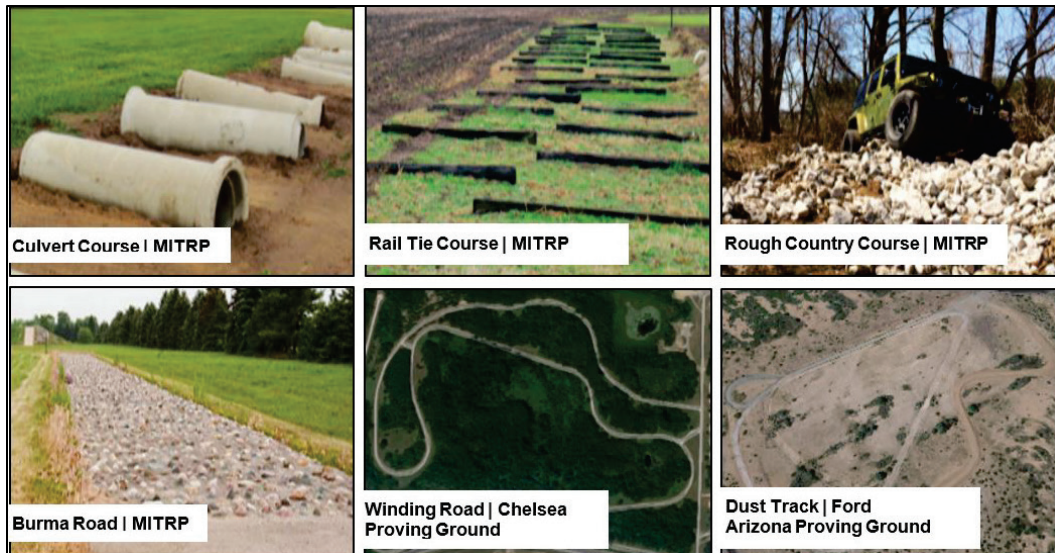 Culvert Course | MITRP
Rail Tie Course | MITRP
Rough Country Course | MITRP
Burma Road | MITRP
Winding Road | Chelsea
Proving Ground
Dust Track | Ford
Arizona Proving Ground